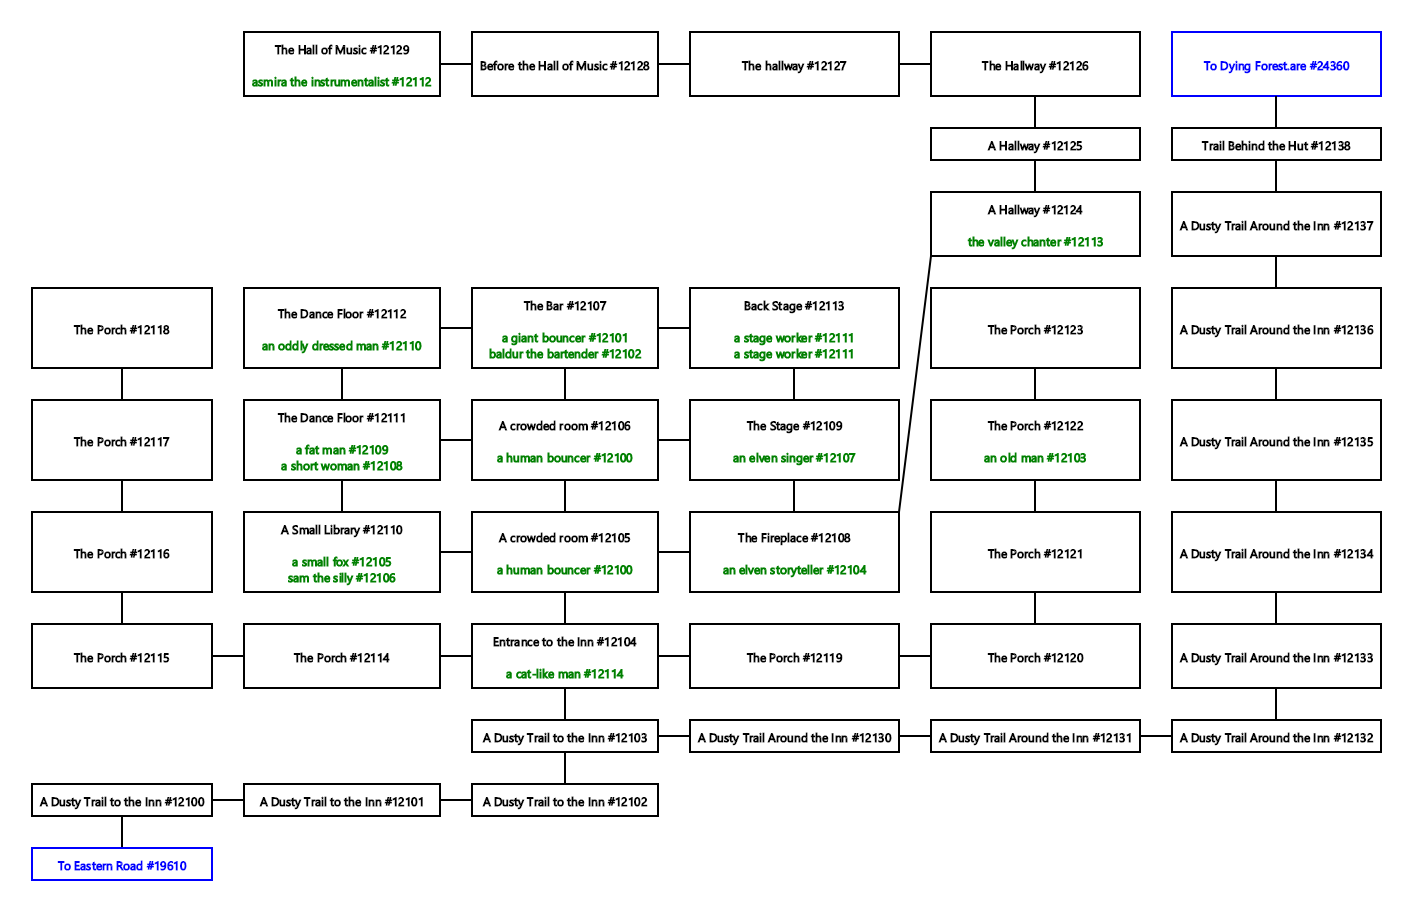 The Hall of Music #12129
asmira the instrumentalist #12112
Before the Hall of Music #12128
The hallway #12127
The Hallway #12126
To Dying Forest.are #24360
A Hallway #12125
Trail Behind the Hut #12138
A Hallway #12124
the valley chanter #12113
A Dusty Trail Around the Inn #12137
The Porch #12118
The Dance Floor #12112
an oddly dressed man #12110
The Bar #12107
a giant bouncer #12101
baldur the bartender #12102
Back Stage #12113
a stage worker #12111
a stage worker #12111
The Porch #12123
A Dusty Trail Around the Inn #12136
The Porch #12117
The Dance Floor #12111
a fat man #12109
a short woman #12108
A crowded room #12106
a human bouncer #12100
The Stage #12109
an elven singer #12107
The Porch #12122
an old man #12103
A Dusty Trail Around the Inn #12135
The Porch #12116
A Small Library #12110
a small fox #12105
sam the silly #12106
A crowded room #12105
a human bouncer #12100
The Fireplace #12108
an elven storyteller #12104
The Porch #12121
A Dusty Trail Around the Inn #12134
The Porch #12115
The Porch #12114
Entrance to the Inn #12104
a cat-like man #12114
The Porch #12119
The Porch #12120
A Dusty Trail Around the Inn #12133
A Dusty Trail to the Inn #12103
A Dusty Trail Around the Inn #12130
A Dusty Trail Around the Inn #12131
A Dusty Trail Around the Inn #12132
A Dusty Trail to the Inn #12100
A Dusty Trail to the Inn #12101
A Dusty Trail to the Inn #12102
To Eastern Road #19610